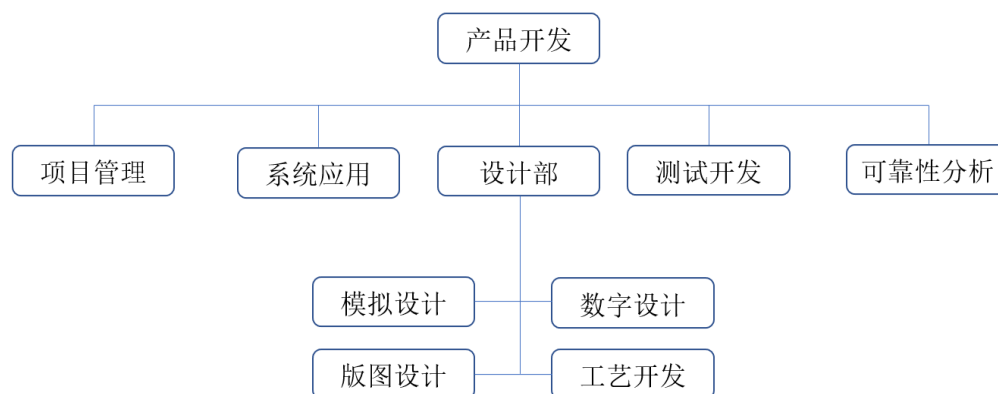 产品开发
项目管理
系统应用
设计部
测试开发
可靠性分析
模拟设计
数字设计
版图设计
工艺开发